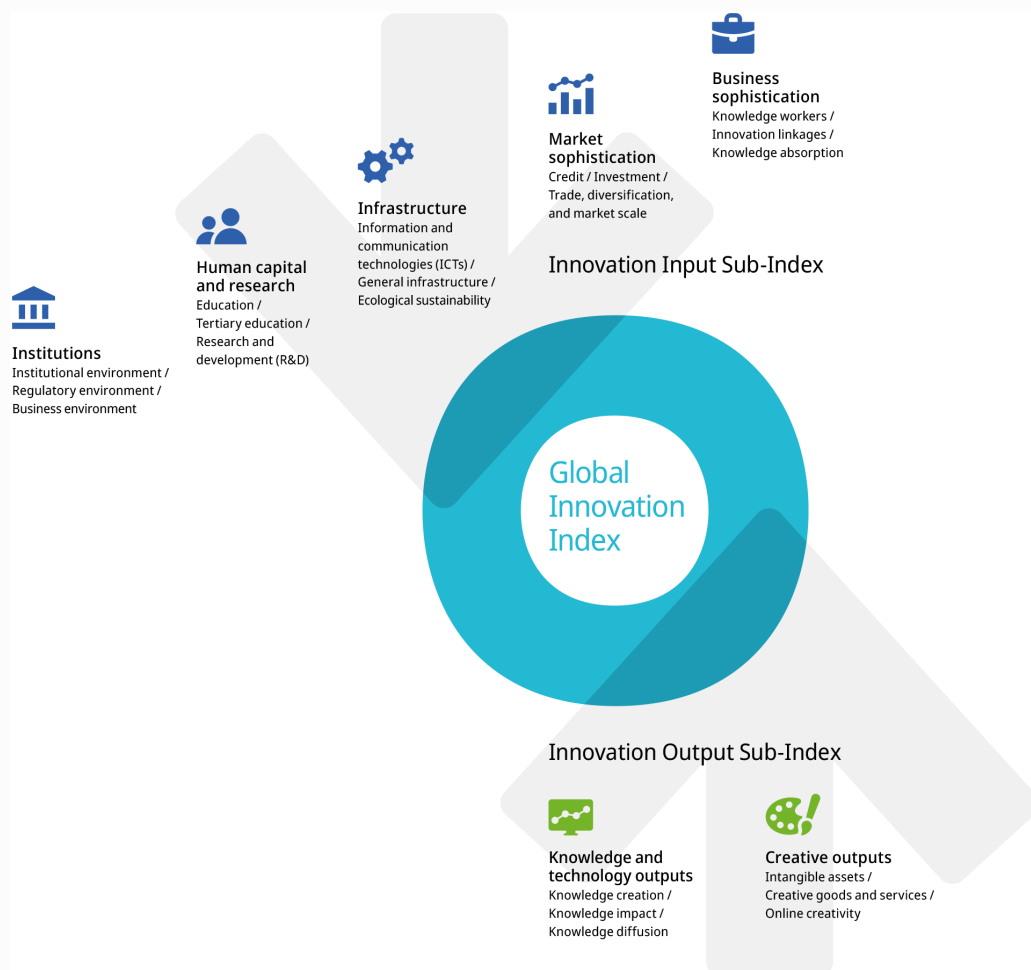 Business
sophistication
Knowledge workers /
Innovation linkages /
Knowledge absorption
Market
sophistication
Credit / Investment /
Trade, diversification,
and market scale
Infrastructure
Information and
communication
technologies (ICTs) /
General infrastructure /
Ecological sustainability
Human capital
and research
Education /
Tertiary education /
Research and
development (R&D)
Institutions
Institutional environment /
Regulatory environment /
Business environment
Innovation Input Sub-Index
Global
Innovation
Index
Innovation Output Sub-Index
Knowledge and
technology outputs
Knowledge creation /
Knowledge impact /
Knowledge diffusion
Creative outputs
Intangible assets /
Creative goods and services /
Online creativity